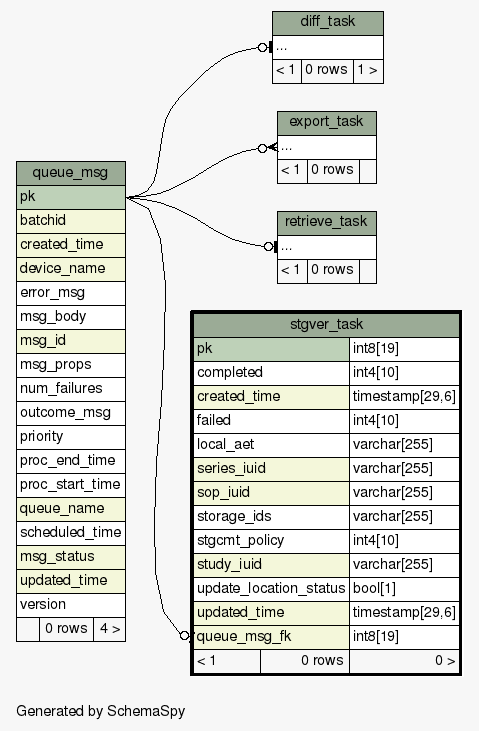 diff_task
...
< 1 0 rows 1 >
export_task
...
< 1 0 rows
retrieve_task
...
< 1 0 rows
queue_msg
pk
batchid
created_time
device_name
error_msg
msg_body
msg_id
msg_props
num_failures
outcome_msg
priority
proc_end_time
proc_start_time
queue_name
scheduled_time
msg_status
updated_time
version
0 rows 4 >
stgver_task
pk int8[19]
completed int4[10]
created_time timestamp[29,6]
failed int4[10]
local_aet varchar[255]
series_iuid varchar[255]
sop_iuid varchar[255]
storage_ids varchar[255]
stgcmt_policy int4[10]
study_iuid varchar[255]
update_location_status bool[1]
updated_time timestamp[29,6]
queue_msg_fk int8[19]
< 1 0 rows 0 >
Generated by SchemaSpy